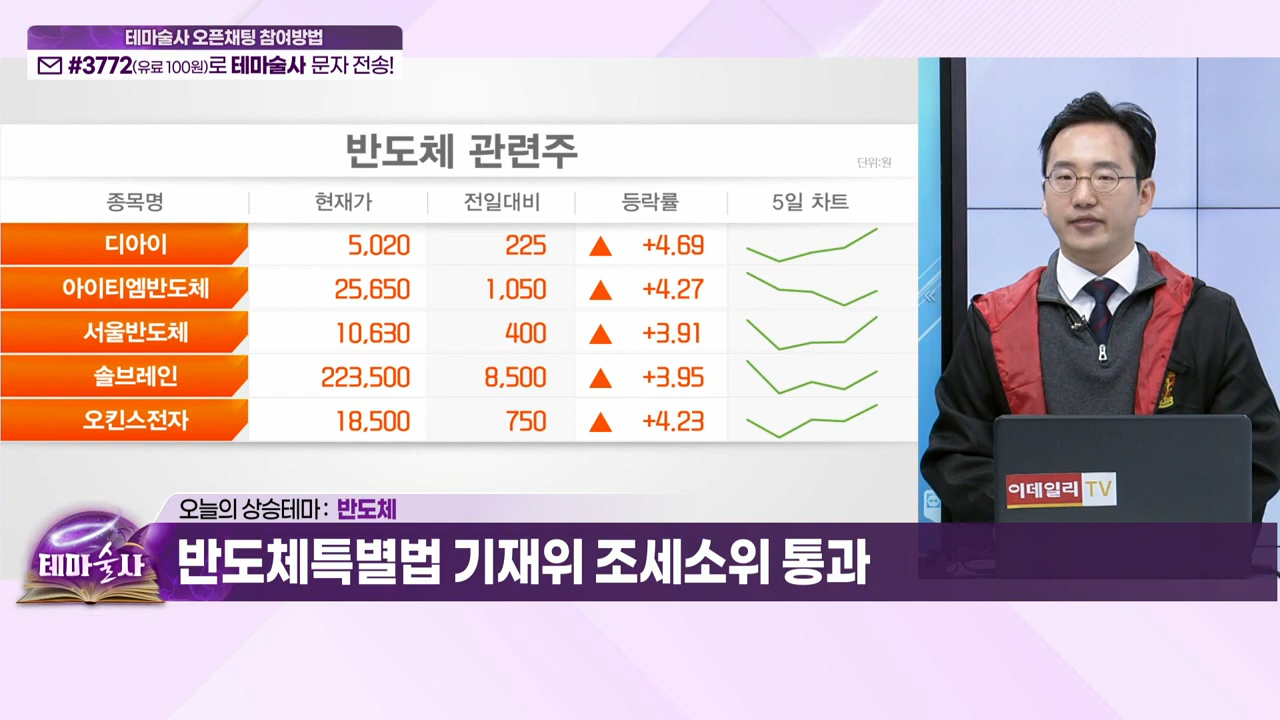 테마술사 오픈채팅 참여방법
#3772(유료 100원)로 테마술사 문자 전송!
반도체 관련주
단위:원
종목명 현재가 전일대비 등락률 5일 차트
디아이 5,020 225 ▲ +4.69
아이티엠반도체 25,650 1,050 ▲ +4.27
서울반도체 10,630 400 ▲ +3.91
솔브레인 223,500 8,500 ▲ +3.95
오킨스전자 18,500 750 ▲ +4.23
이데일리 TV
오늘의 상승테마 : 반도체
테마술사
반도체특별법 기재위 조세소위 통과